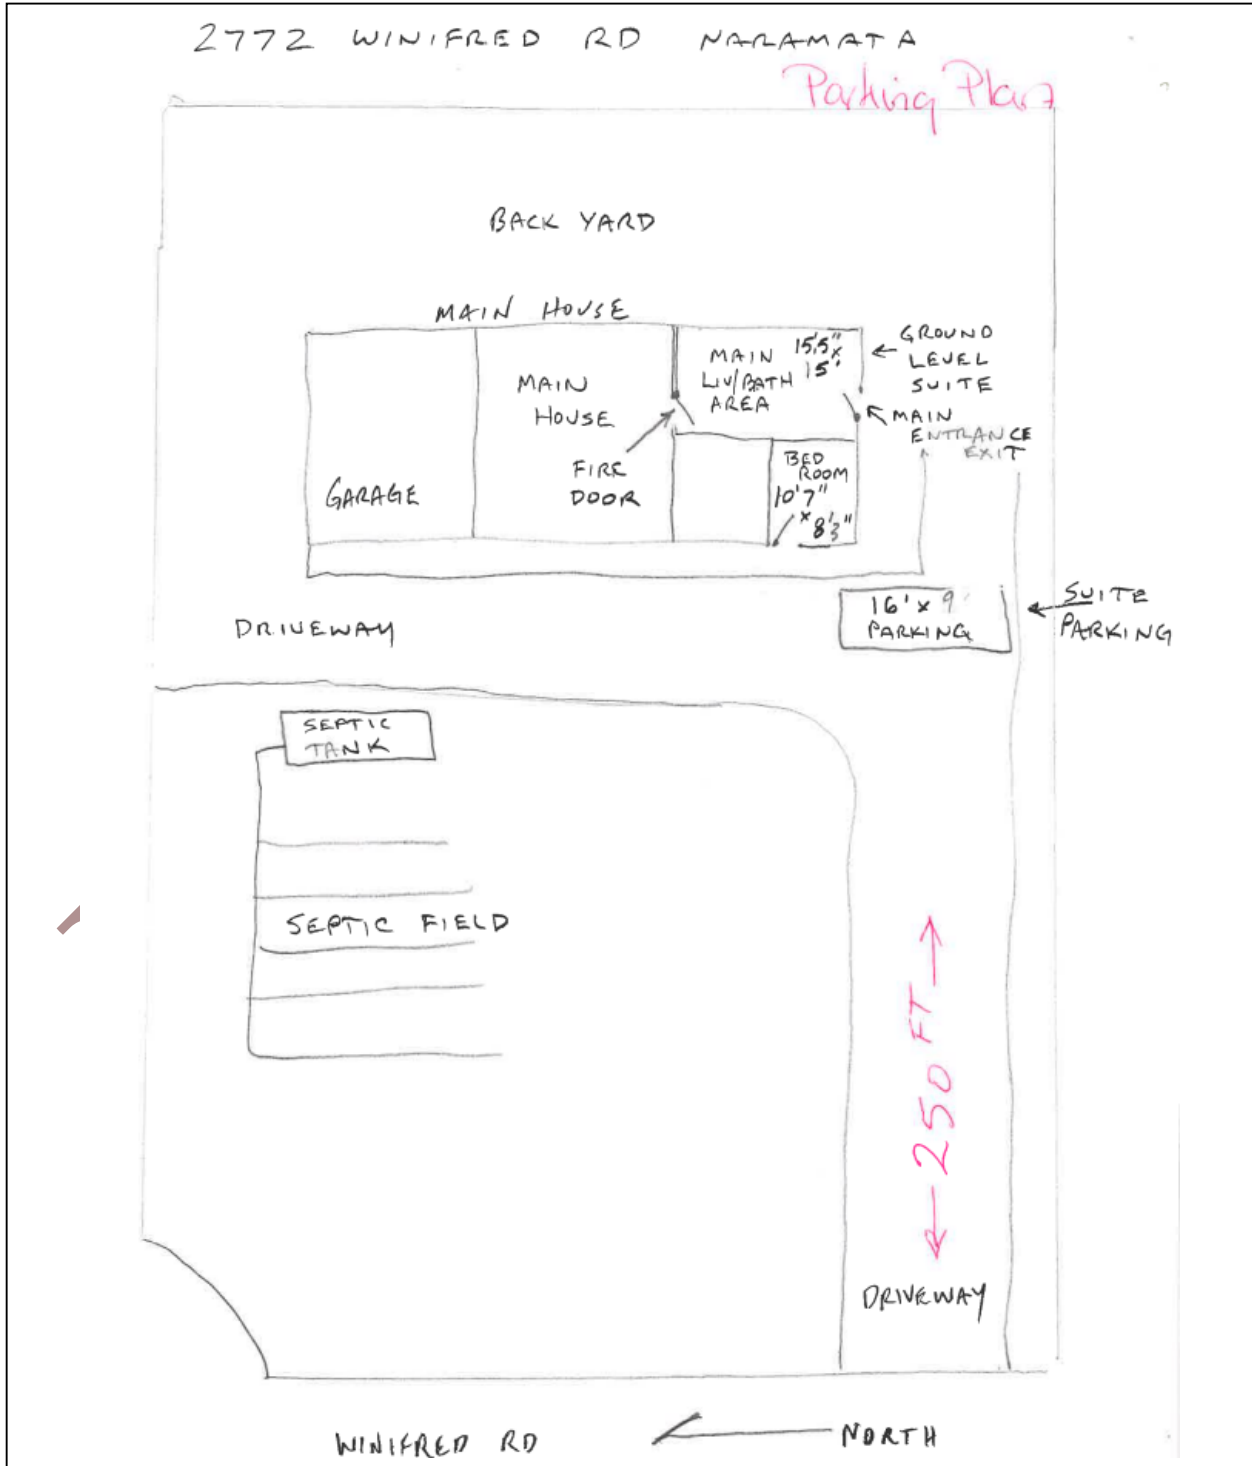 2772 WINIFRED RD NARAMATA
Parking Plan
BACK YARD
MAIN HOUSE
GARAGE
MAIN
HOUSE
FIRE
DOOR
MAIN
LIV/BATH
AREA
15'5"
x
15'
GROUND
LEVEL
SUITE
MAIN
ENTRANCE
EXIT
BED
ROOM
10'7"
x 8'3"
16' x 9'
PARKING
SUITE
PARKING
DRIVEWAY
SEPTIC
TANK
SEPTIC FIELD
250 FT
DRIVEWAY
WINIFRED RD
NORTH